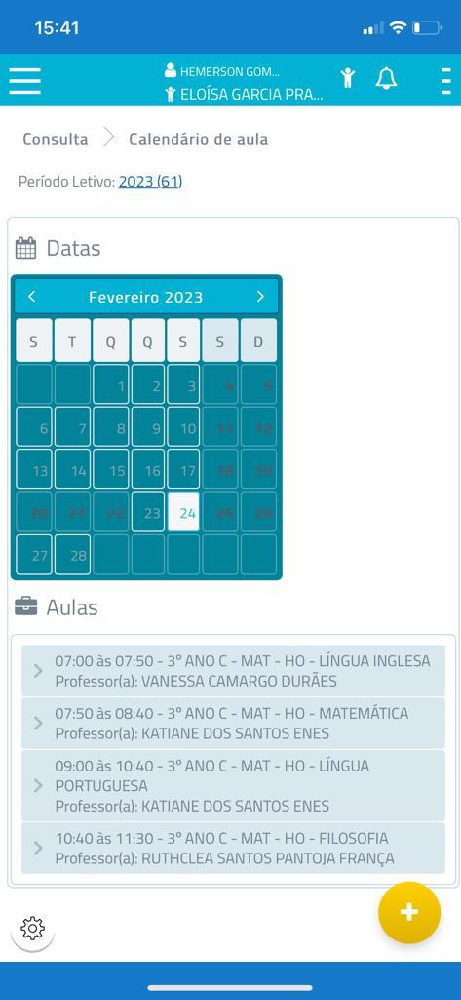 15:41
HEMERSON GOM...
ELOÍSA GARCIA PRA...
Consulta > Calendário de aula
Período Letivo: 2023 (61)
Datas
Fevereiro 2023
S T Q Q S S D
1 2 3 4 5
6 7 8 9 10 11 12
13 14 15 16 17 18 19
20 21 22 23 24 25 26
27 28
Aulas
07:00 às 07:50 - 3º ANO C - MAT - HO - LÍNGUA INGLESA
Professor(a): VANESSA CAMARGO DURÃES
07:50 às 08:40 - 3º ANO C - MAT - HO - MATEMÁTICA
Professor(a): KATIANE DOS SANTOS ENES
09:00 às 10:40 - 3º ANO C - MAT - HO - LÍNGUA
PORTUGUESA
Professor(a): KATIANE DOS SANTOS ENES
10:40 às 11:30 - 3º ANO C - MAT - HO - FILOSOFIA
Professor(a): RUTHCLEA SANTOS PANTOJA FRANÇA